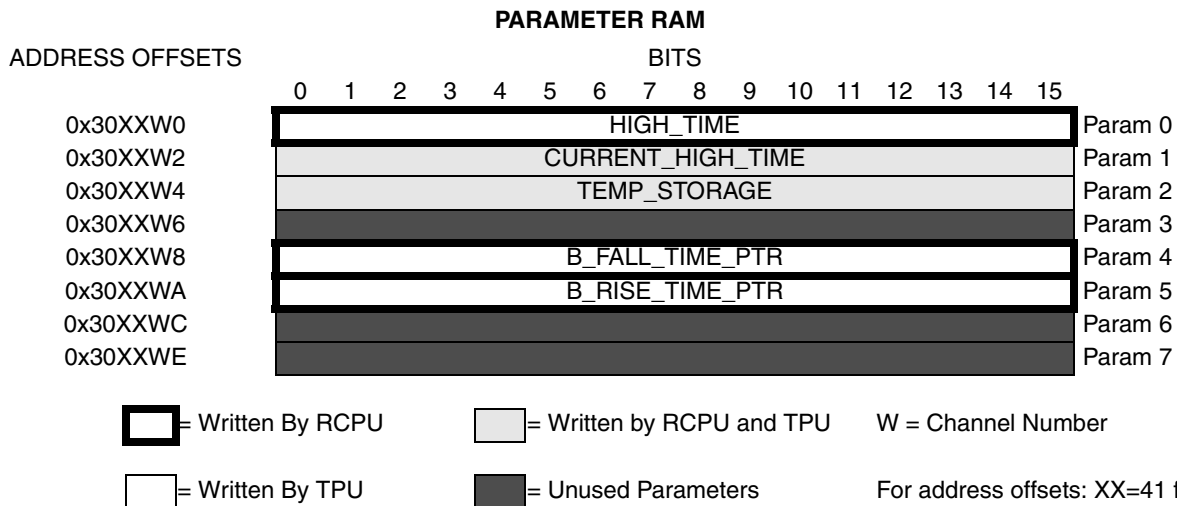 PARAMETER RAM
ADDRESS OFFSETS BITS
0 1 2 3 4 5 6 7 8 9 10 11 12 13 14 15
0x30XXW0 HIGH_TIME Param 0
0x30XXW2 CURRENT_HIGH_TIME Param 1
0x30XXW4 TEMP_STORAGE Param 2
0x30XXW6 Param 3
0x30XXW8 B_FALL_TIME_PTR Param 4
0x30XXWA B_RISE_TIME_PTR Param 5
0x30XXWC Param 6
0x30XXWE Param 7
= Written By RCPU = Written by RCPU and TPU W = Channel Number
= Written By TPU = Unused Parameters For address offsets: XX=41 f